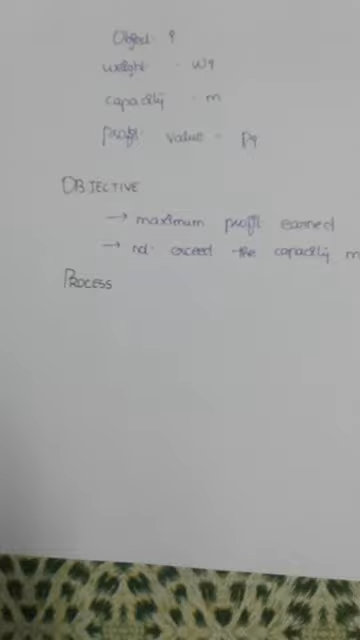 Object i
weight - wi
capacity - m
profit value - Pi
OBJECTIVE
→ maximum profit earned
→ not exceed the capacity m
PROCESS